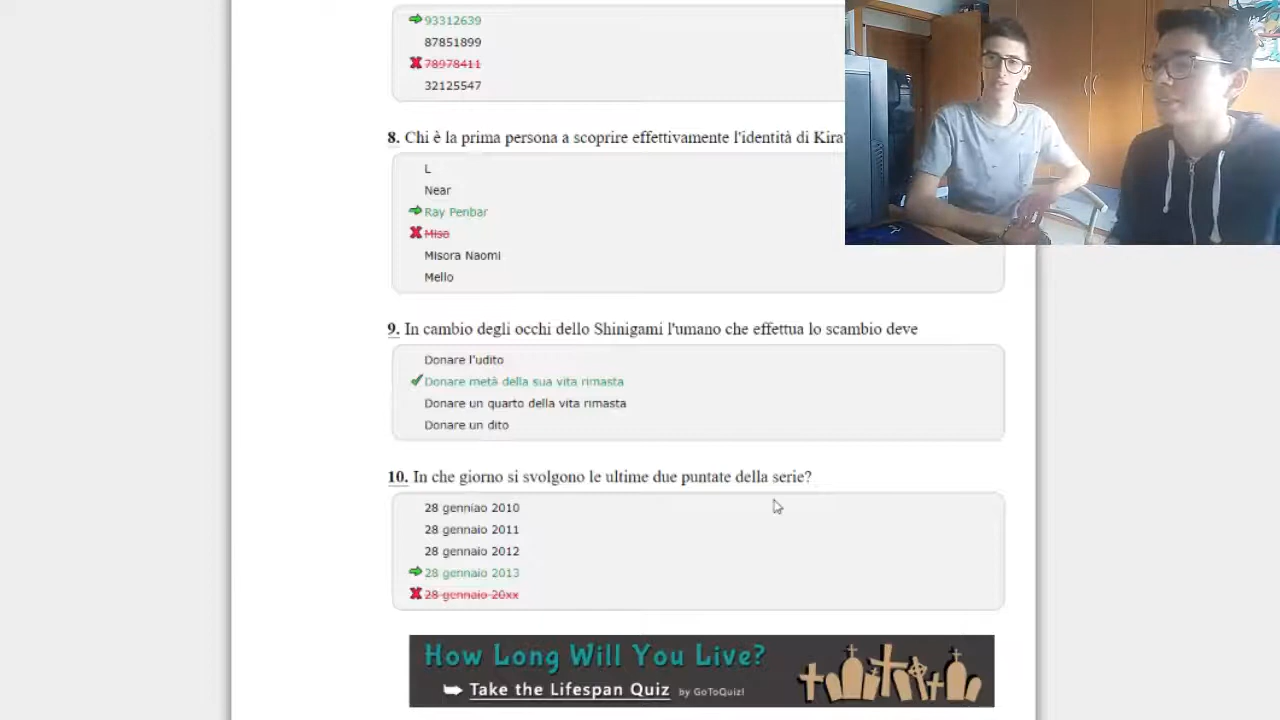 93312639
87851899
78978411
32125547
8. Chi è la prima persona a scoprire effettivamente l'identità di Kira
L
Near
Ray Penbar
Misa
Misora Naomi
Mello
9. In cambio degli occhi dello Shinigami l'umano che effettua lo scambio deve
Donare l'udito
Donare metà della sua vita rimasta
Donare un quarto della vita rimasta
Donare un dito
10. In che giorno si svolgono le ultime due puntate della serie?
28 genniao 2010
28 gennaio 2011
28 gennaio 2012
28 gennaio 2013
28 gennaio 20xx
How Long Will You Live?
Take the Lifespan Quiz by GoToQuiz!